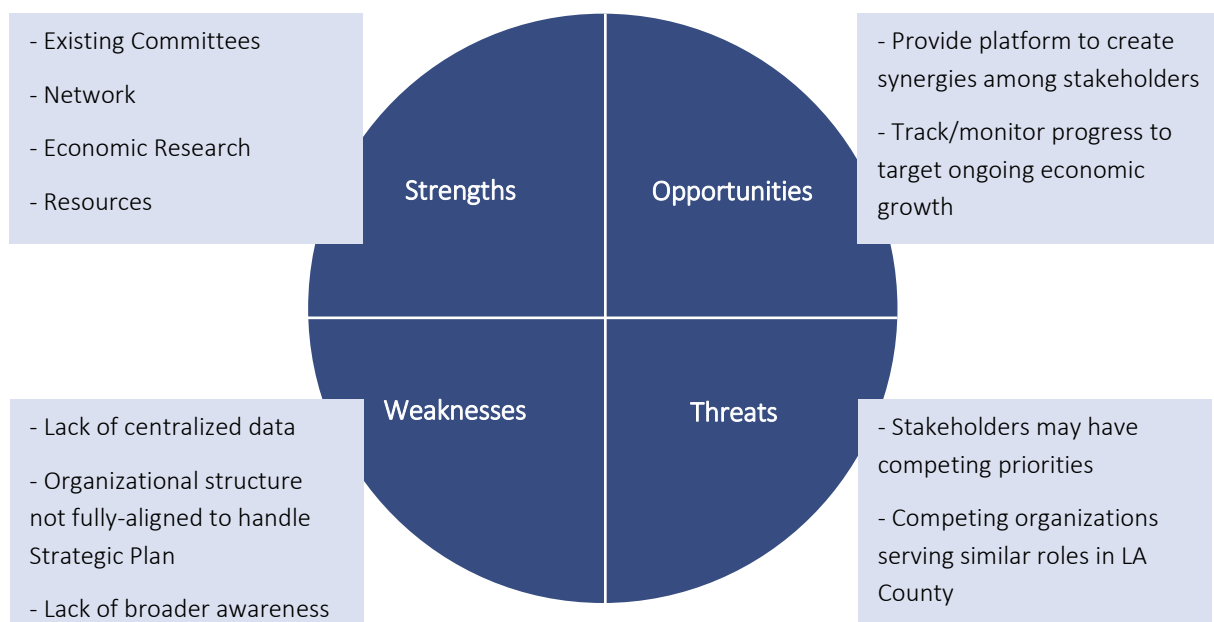 - Existing Committees
- Network
- Economic Research
- Resources
Strengths
Opportunities
- Provide platform to create
synergies among stakeholders
- Track/monitor progress to
target ongoing economic
growth
Weaknesses
- Lack of centralized data
- Organizational structure
not fully-aligned to handle
Strategic Plan
- Lack of broader awareness
Threats
- Stakeholders may have
competing priorities
- Competing organizations
serving similar roles in LA
County